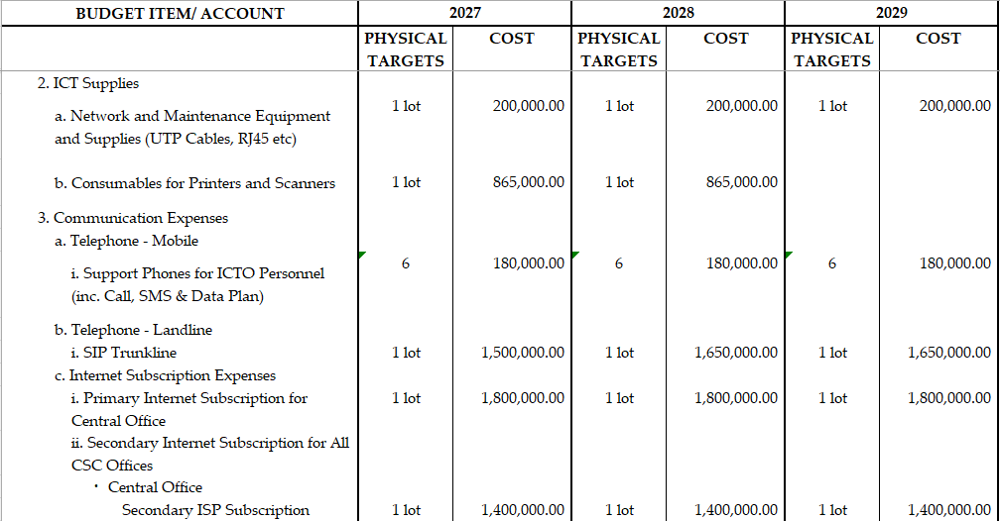 BUDGET ITEM/ ACCOUNT 2027 2028 2029
PHYSICAL TARGETS COST PHYSICAL TARGETS COST PHYSICAL TARGETS COST
2. ICT Supplies
a. Network and Maintenance Equipment 1 lot 200,000.00 1 lot 200,000.00 1 lot 200,000.00
and Supplies (UTP Cables, RJ45 etc)
b. Consumables for Printers and Scanners 1 lot 865,000.00 1 lot 865,000.00
3. Communication Expenses
a. Telephone - Mobile
i. Support Phones for ICTO Personnel 6 180,000.00 6 180,000.00 6 180,000.00
(inc. Call, SMS & Data Plan)
b. Telephone - Landline
i. SIP Trunkline 1 lot 1,500,000.00 1 lot 1,650,000.00 1 lot 1,650,000.00
c. Internet Subscription Expenses
i. Primary Internet Subscription for 1 lot 1,800,000.00 1 lot 1,800,000.00 1 lot 1,800,000.00
Central Office
ii. Secondary Internet Subscription for All
CSC Offices
· Central Office
Secondary ISP Subscription 1 lot 1,400,000.00 1 lot 1,400,000.00 1 lot 1,400,000.00